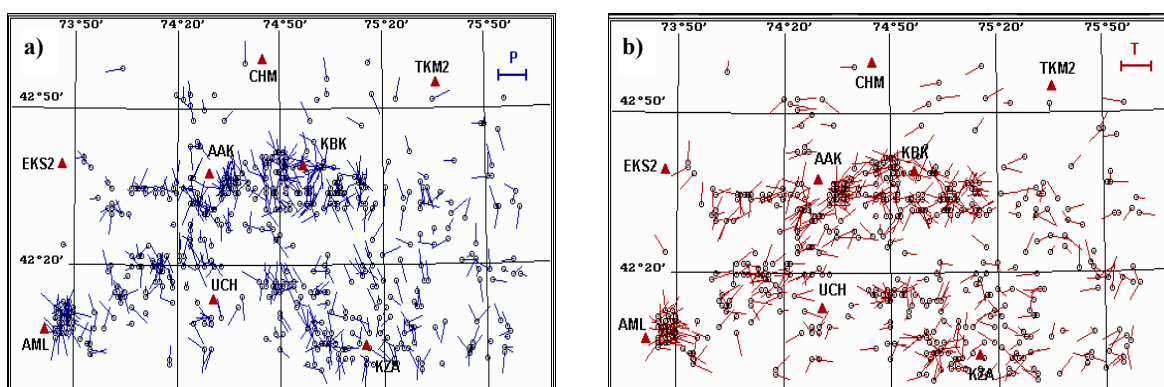 73°50' 74°20' 74°50' 75°20' 75°50'
a)
CHM
TKM2
P
42°50'
EKS2
AAK
KBK
42°20'
UCH
AML
KZA
73°50' 74°20' 74°50' 75°20' 75°50'
b)
CHM
TKM2
T
42°50'
EKS2
AAK
KBK
42°20'
UCH
AML
KZA